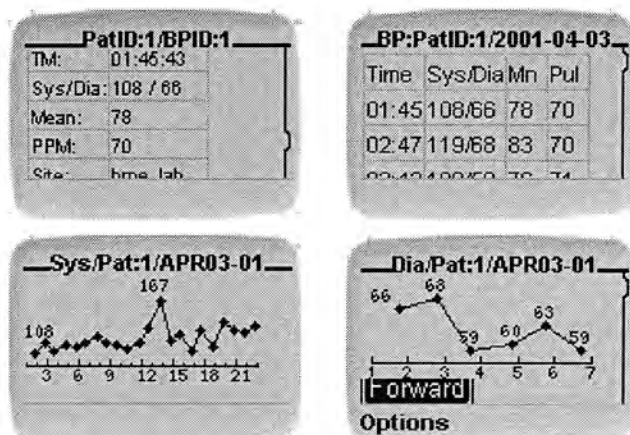 PatID:1/BPID:1
TM: 01:45:43
Sys/Dia: 108 / 66
Mean: 78
PPM: 70
Site: bme lab
BP:PatID:1/2001-04-03
Time Sys/Dia Mn Pul
01:45 108/66 78 70
02:47 119/68 83 70
Sys/Pat:1/APR03-01
167
108
3 6 9 12 15 18 21
Dia/Pat:1/APR03-01
66 68 59 60 63 59
1 2 3 4 5 6 7
Forward
Options